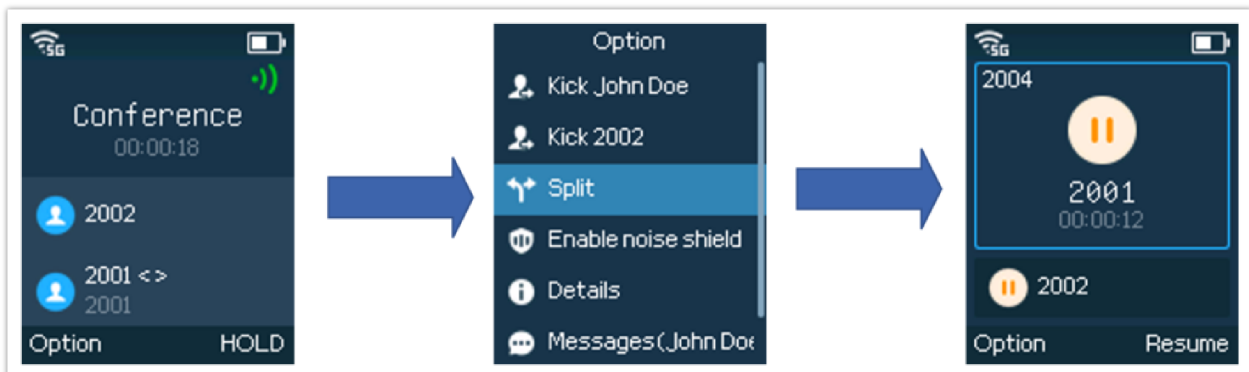 5G
Conference
00:00:18
2002
2001 <>
2001
Option HOLD
Option
Kick John Doe
Kick 2002
Split
Enable noise shield
Details
Messages(John Doe
5G
2004
2001
00:00:12
2002
Option Resume